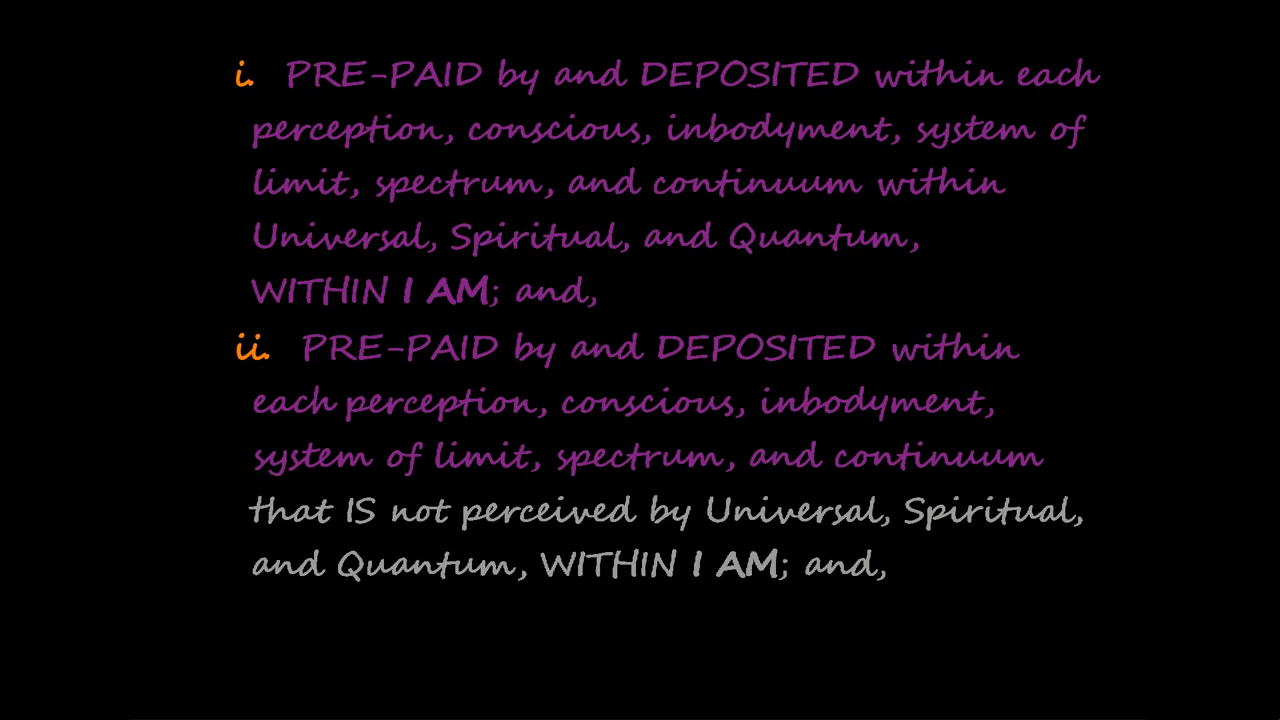 i. PRE-PAID by and DEPOSITED within each
perception, conscious, inbodyment, system of
limit, spectrum, and continuum within
Universal, Spiritual, and Quantum,
WITHIN I AM; and,
ii. PRE-PAID by and DEPOSITED within
each perception, conscious, inbodyment,
system of limit, spectrum, and continuum
that IS not perceived by Universal, Spiritual,
and Quantum, WITHIN I AM; and,